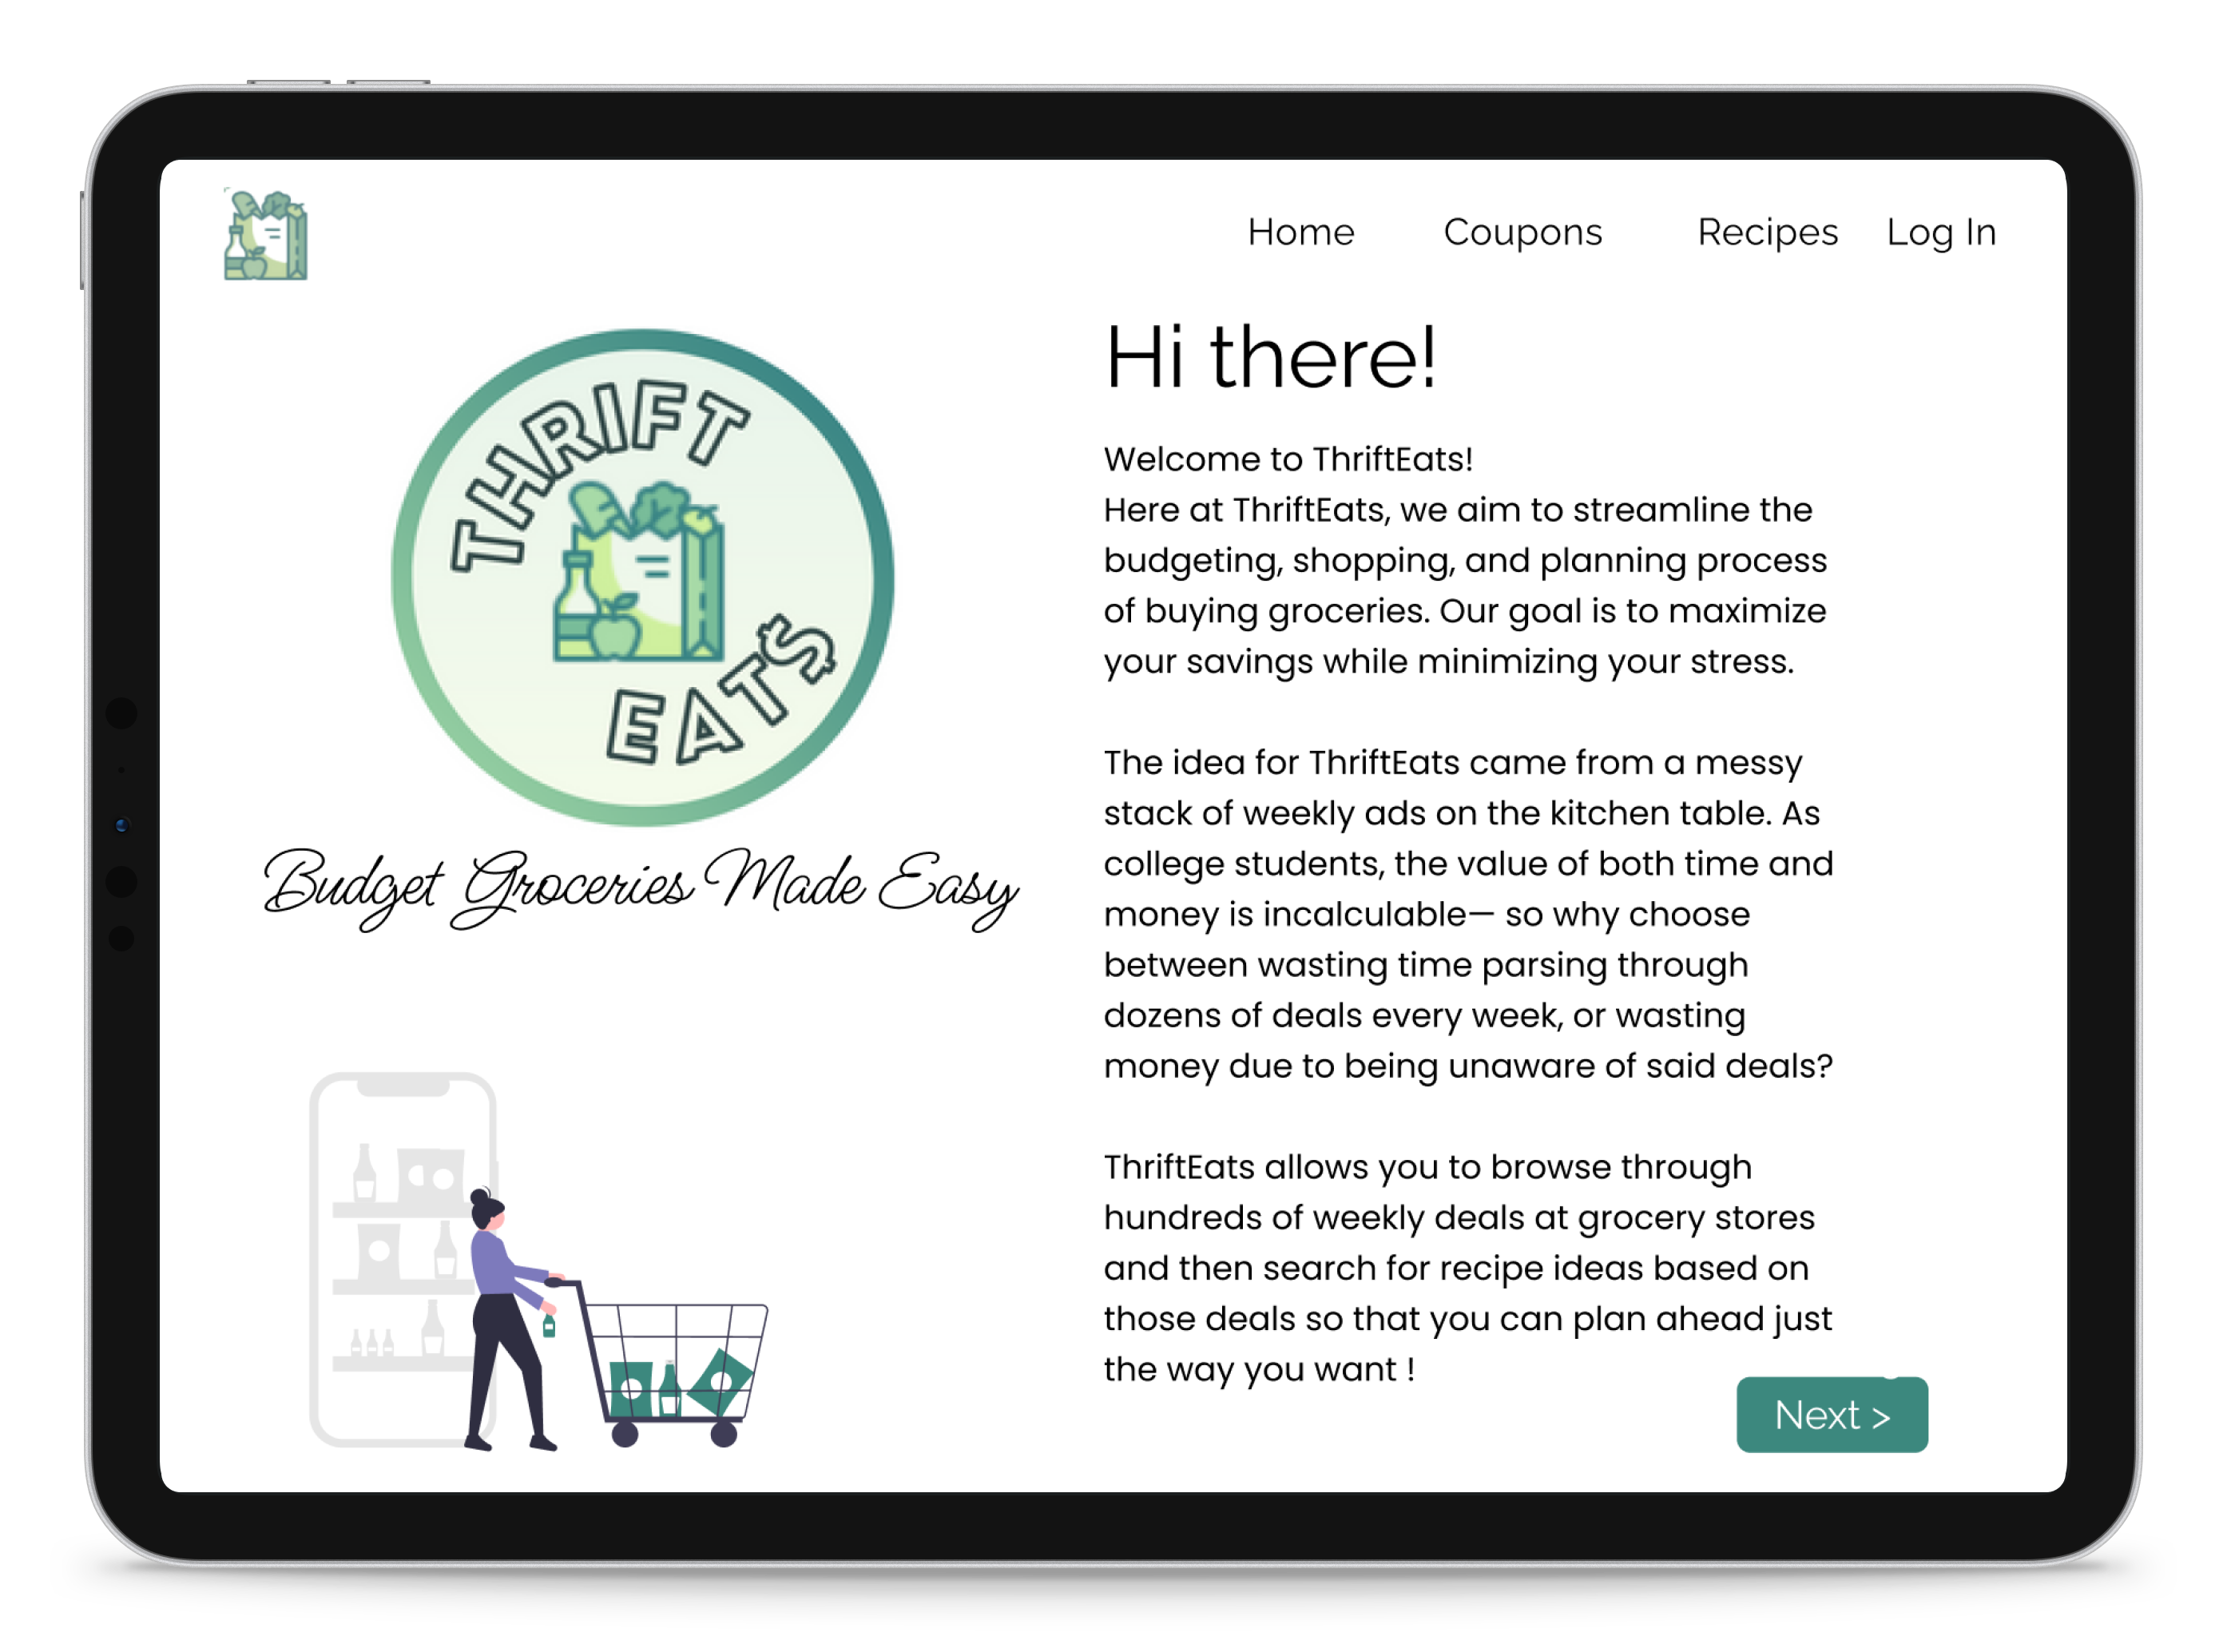 Home Coupons Recipes Log In
THRIFT
EAT$
Budget Groceries Made Easy
Hi there!
Welcome to ThriftEats!
Here at ThriftEats, we aim to streamline the
budgeting, shopping, and planning process
of buying groceries. Our goal is to maximize
your savings while minimizing your stress.
The idea for ThriftEats came from a messy
stack of weekly ads on the kitchen table. As
college students, the value of both time and
money is incalculable— so why choose
between wasting time parsing through
dozens of deals every week, or wasting
money due to being unaware of said deals?
ThriftEats allows you to browse through
hundreds of weekly deals at grocery stores
and then search for recipe ideas based on
those deals so that you can plan ahead just
the way you want !
Next >